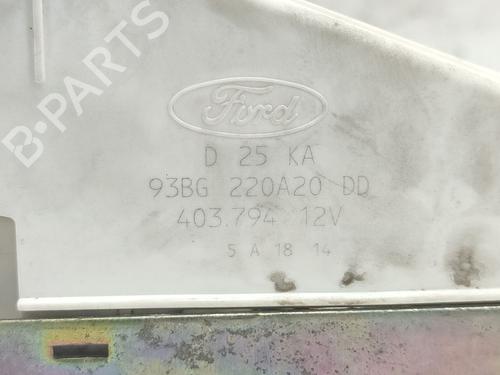 B-PARTS
Ford
D 25 KA
93BG 220A20 DD
403.794 12V
5 A 18 14